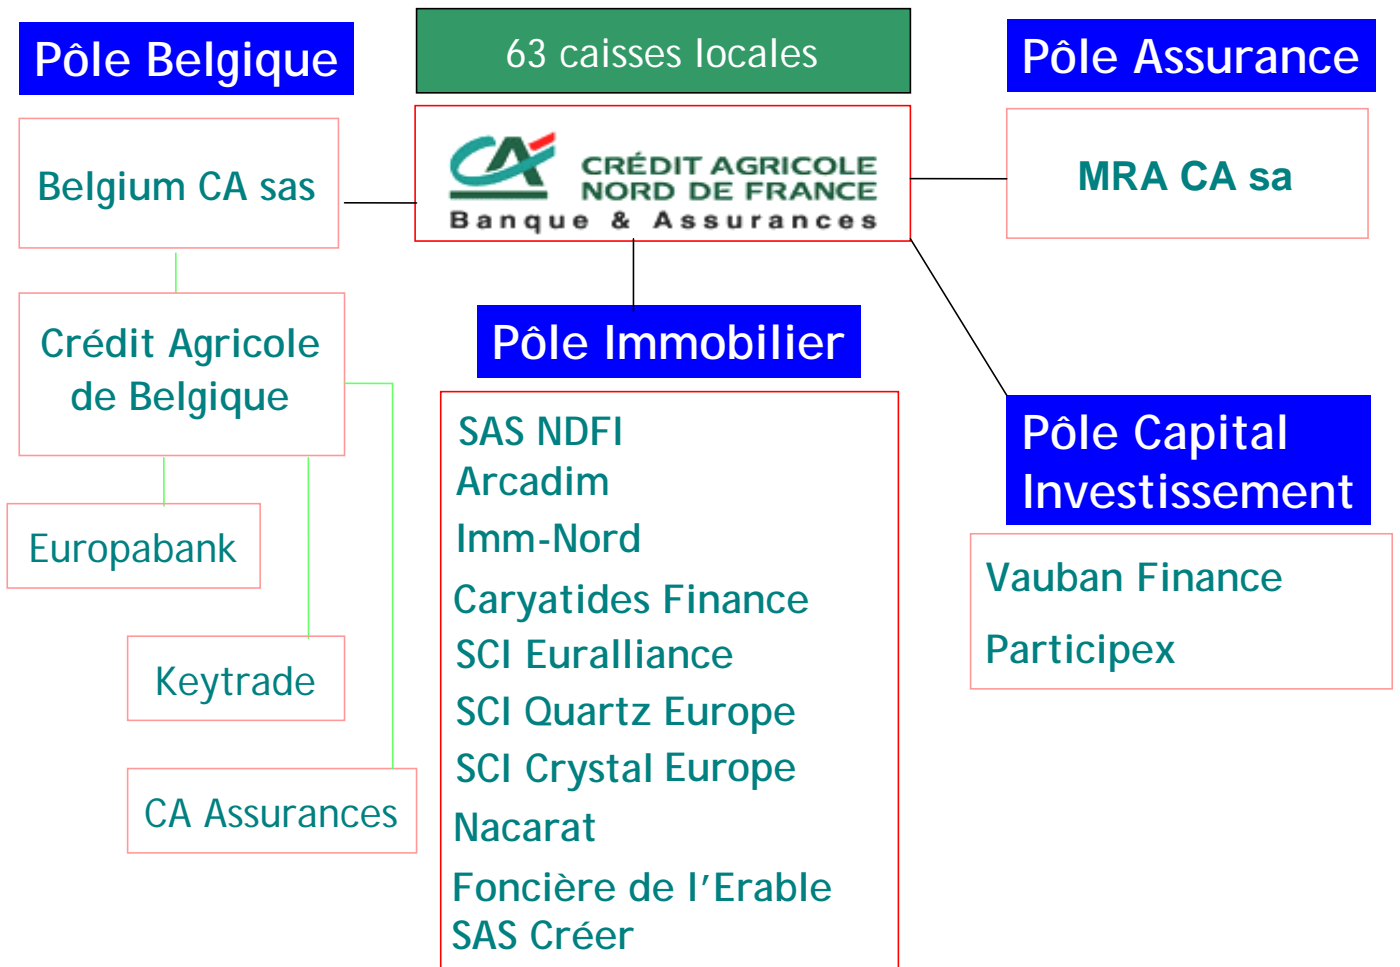 Pôle Belgique
63 caisses locales
Pôle Assurance
Belgium CA sas
CA
CRÉDIT AGRICOLE
NORD DE FRANCE
Banque & Assurances
MRA CA sa
Crédit Agricole
de Belgique
Europabank
Keytrade
CA Assurances
Pôle Immobilier
SAS NDFI
Arcadim
Imm-Nord
Caryatides Finance
SCI Euralliance
SCI Quartz Europe
SCI Crystal Europe
Nacarat
Foncière de l'Erable
SAS Créer
Pôle Capital
Investissement
Vauban Finance
Participex